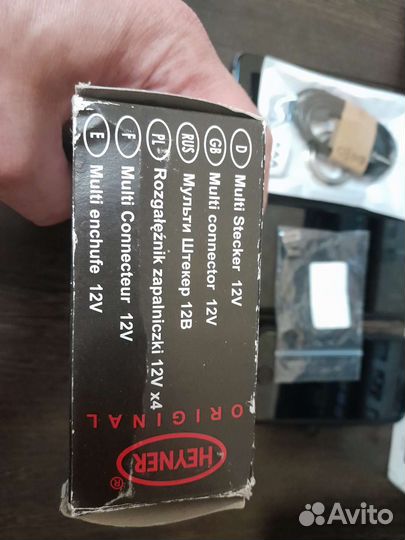 D Multi Stecker 12V
GB Multi connector 12V
RUS Мульти Штекер 12В
PL Rozgałęźnik zapalniczki 12V x4
F Multi Connecteur 12V
E Multi enchufe 12V
ORIGINAL
HEYNER®
Avito